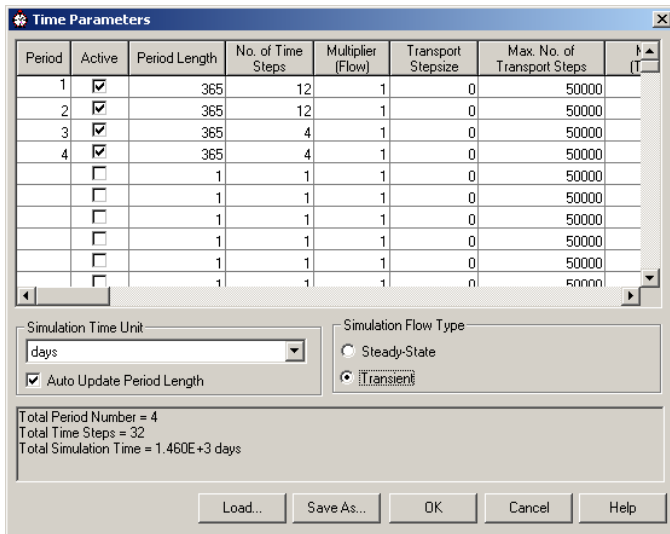 Time Parameters
Period Active Period Length No. of Time Steps Multiplier (Flow) Transport Stepsize Max. No. of Transport Steps
1 365 12 1 0 50000
2 365 12 1 0 50000
3 365 4 1 0 50000
4 365 4 1 0 50000
1 1 1 0 50000
1 1 1 0 50000
1 1 1 0 50000
1 1 1 0 50000
1 1 1 0 50000
1 1 1 0 50000
Simulation Time Unit
days
Auto Update Period Length
Simulation Flow Type
Steady-State
Transient
Total Period Number = 4
Total Time Steps = 32
Total Simulation Time = 1.460E+3 days
Load... Save As... OK Cancel Help